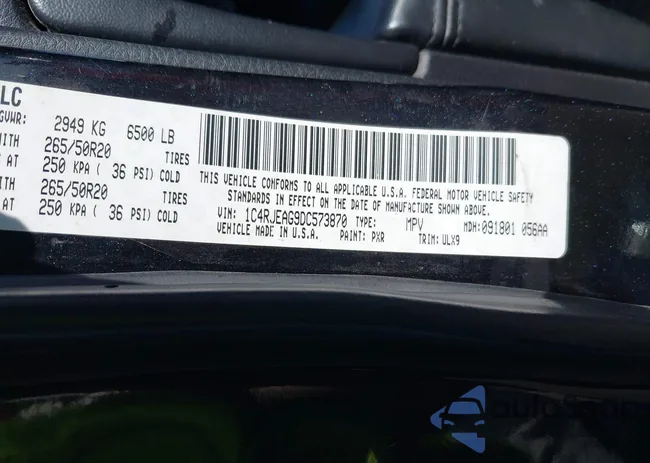 LC
GVWR: 2949 KG 6500 LB
WITH 265/50R20 TIRES
AT 250 KPA ( 36 PSI) COLD
WITH 265/50R20 TIRES
AT 250 KPA ( 36 PSI) COLD
THIS VEHICLE CONFORMS TO ALL APPLICABLE U.S.A. FEDERAL MOTOR VEHICLE SAFETY
STANDARDS IN EFFECT ON THE DATE OF MANUFACTURE SHOWN ABOVE.
VIN: 1C4RJEAG9DC573870 TYPE: MPV MDH: 091801 056AA
VEHICLE MADE IN U.S.A. PAINT: PXR TRIM: ULX9